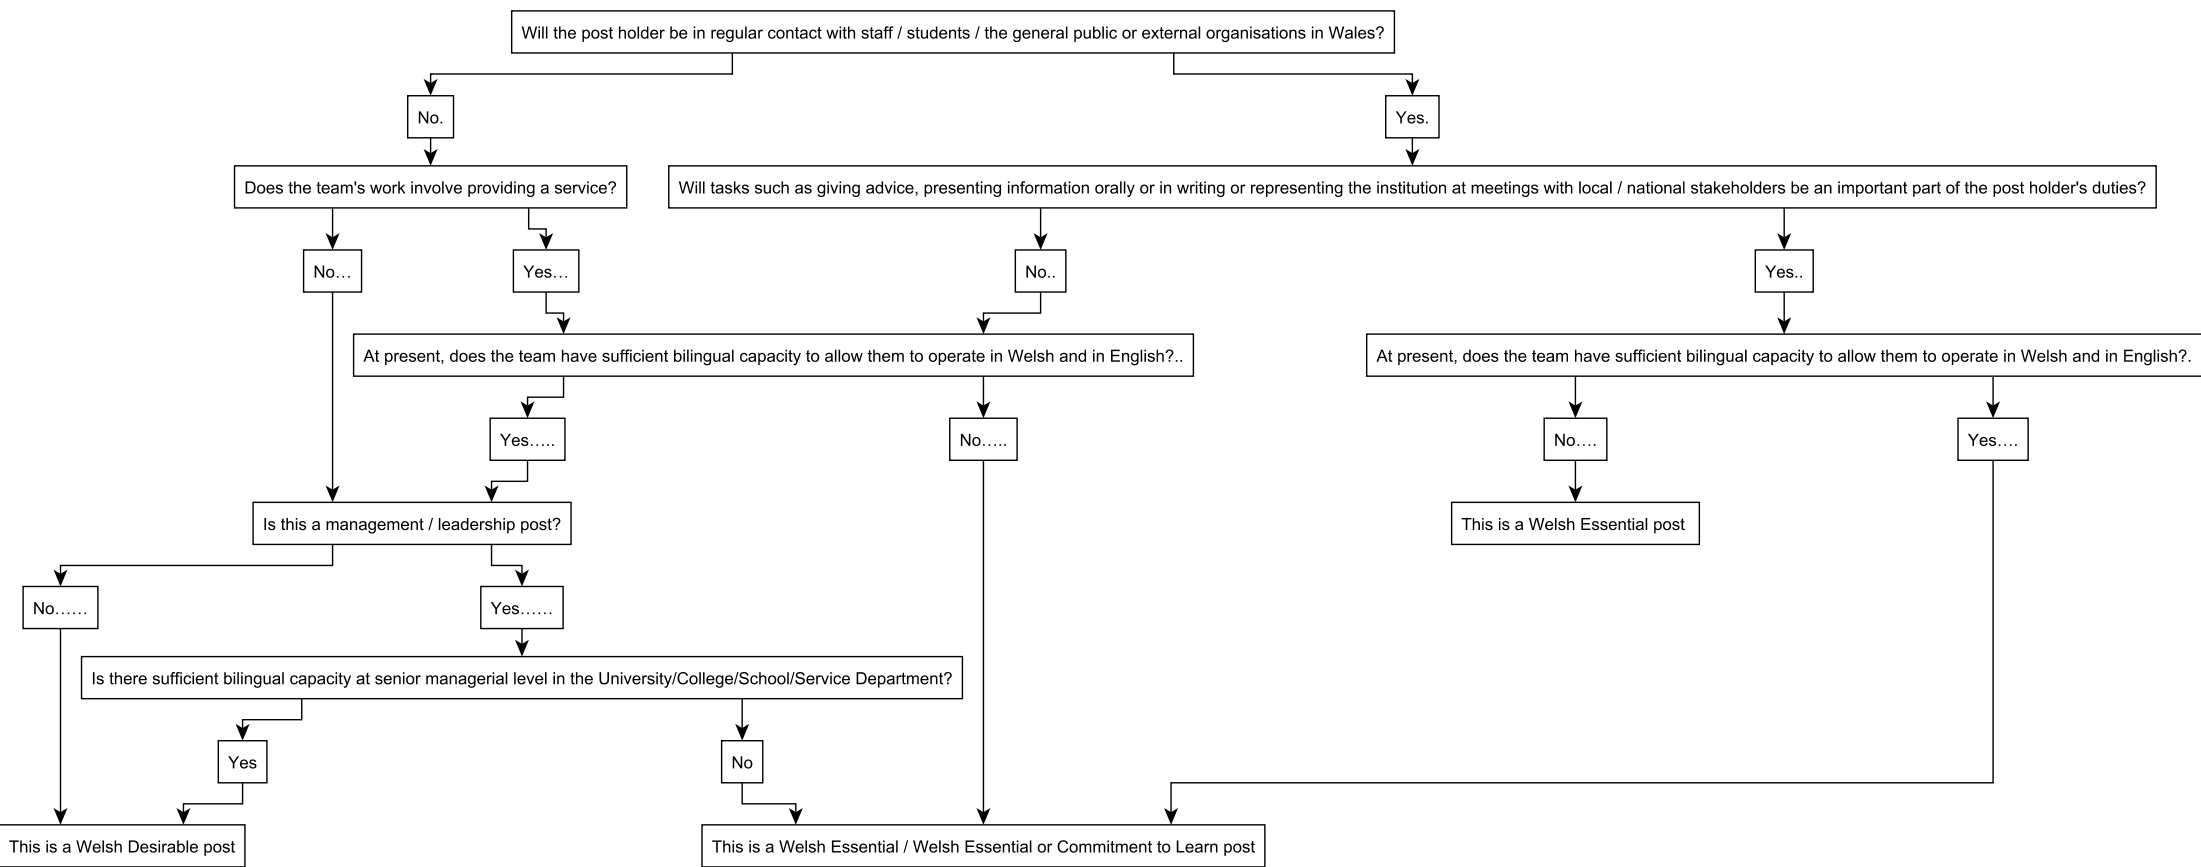 Will the post holder be in regular contact with staff / students / the general public or external organisations in Wales?
No.
Yes.
Does the team's work involve providing a service?
Will tasks such as giving advice, presenting information orally or in writing or representing the institution at meetings with local / national stakeholders be an important part of the post holder's duties?
No…
Yes…
No..
Yes..
At present, does the team have sufficient bilingual capacity to allow them to operate in Welsh and in English?..
At present, does the team have sufficient bilingual capacity to allow them to operate in Welsh and in English?.
Yes…..
No…..
No….
Yes….
Is this a management / leadership post?
This is a Welsh Essential post
No……
Yes……
Is there sufficient bilingual capacity at senior managerial level in the University/College/School/Service Department?
Yes
No
This is a Welsh Desirable post
This is a Welsh Essential / Welsh Essential or Commitment to Learn post